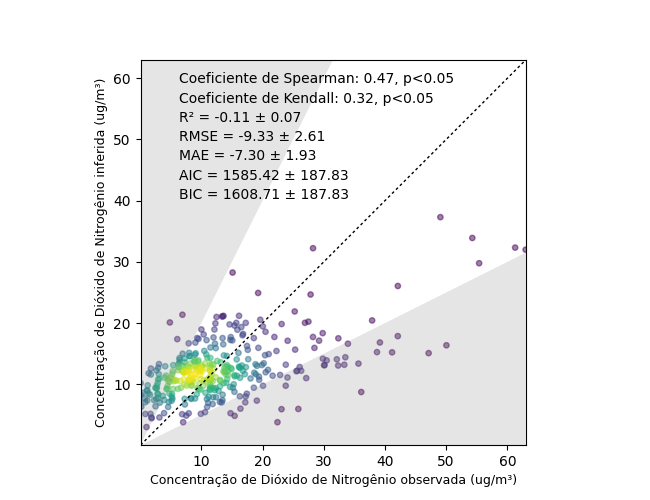 Coeficiente de Spearman: 0.47, p<0.05
Coeficiente de Kendall: 0.32, p<0.05
R² = -0.11 ± 0.07
RMSE = -9.33 ± 2.61
MAE = -7.30 ± 1.93
AIC = 1585.42 ± 187.83
BIC = 1608.71 ± 187.83
Concentração de Dióxido de Nitrogênio inferida (ug/m³)
60
50
40
30
20
10
10 20 30 40 50 60
Concentração de Dióxido de Nitrogênio observada (ug/m³)